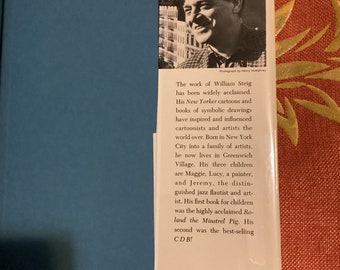 Photograph by Nancy Humphrey
The work of William Steig
has been widely acclaimed.
His New Yorker cartoons and
books of symbolic drawings
have inspired and influenced
cartoonists and artists the
world over. Born in New York
City into a family of artists,
he now lives in Greenwich
Village. His three children
are Maggie, Lucy, a painter,
and Jeremy, the distin-
guished jazz flautist and art-
ist. His first book for children
was the highly acclaimed Ro-
land the Minstrel Pig. His
second was the best-selling
CDB!